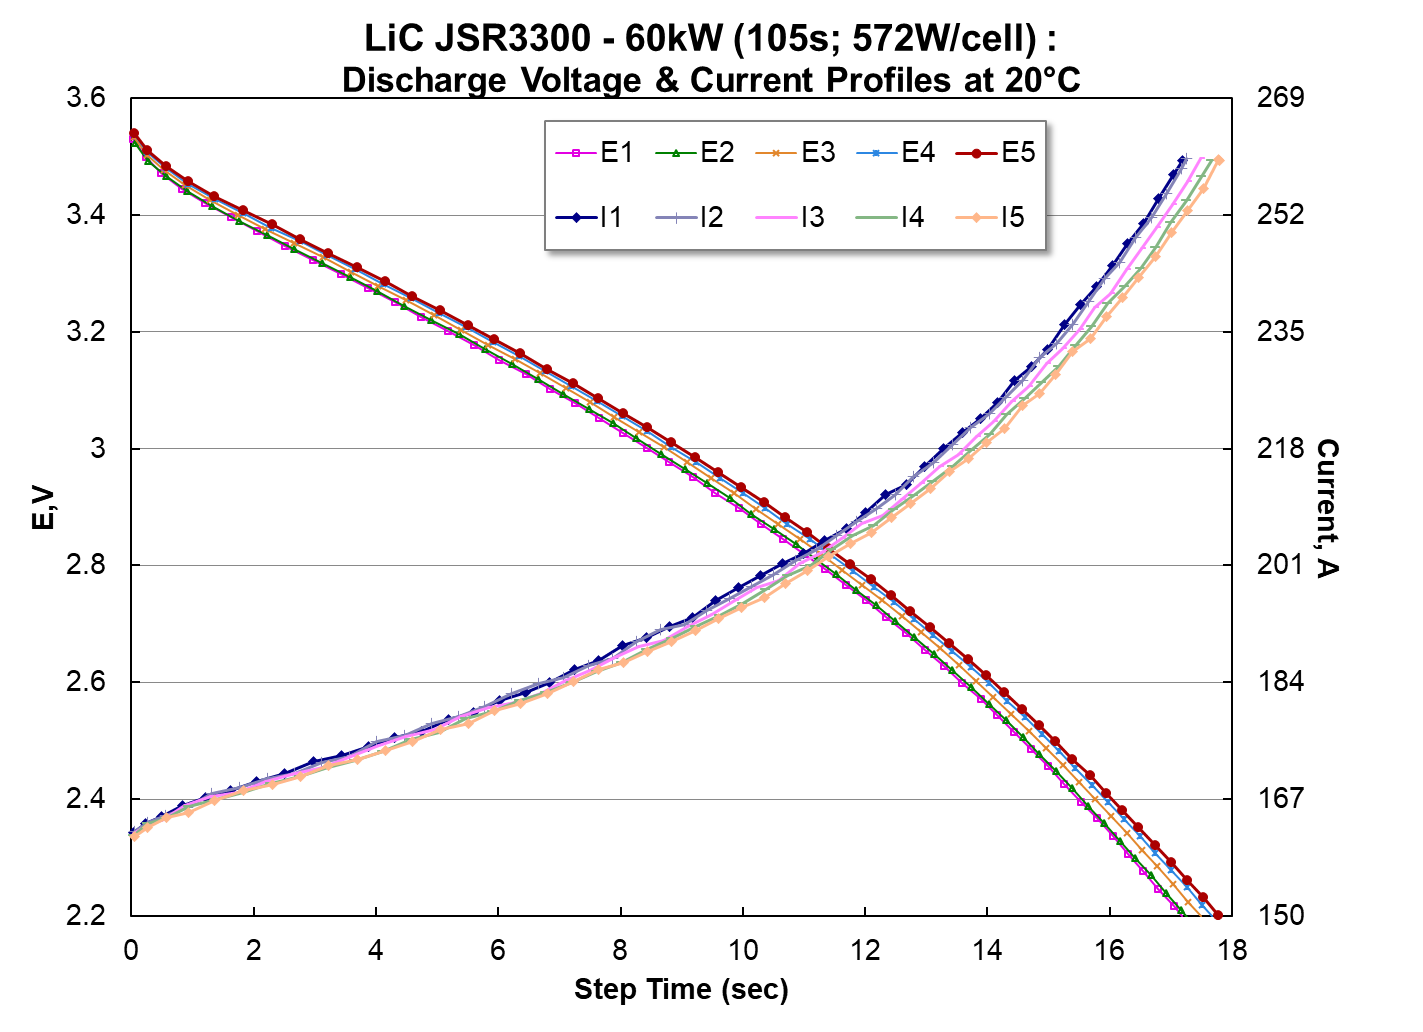 LiC JSR3300 - 60kW (105s; 572W/cell) :
Discharge Voltage & Current Profiles at 20°C
3.6
3.4
3.2
3
2.8
2.6
2.4
2.2
E,V
E1 E2 E3 E4 E5
I1 I2 I3 I4 I5
269
252
235
218
201
184
167
150
Current, A
0 2 4 6 8 10 12 14 16 18
Step Time (sec)